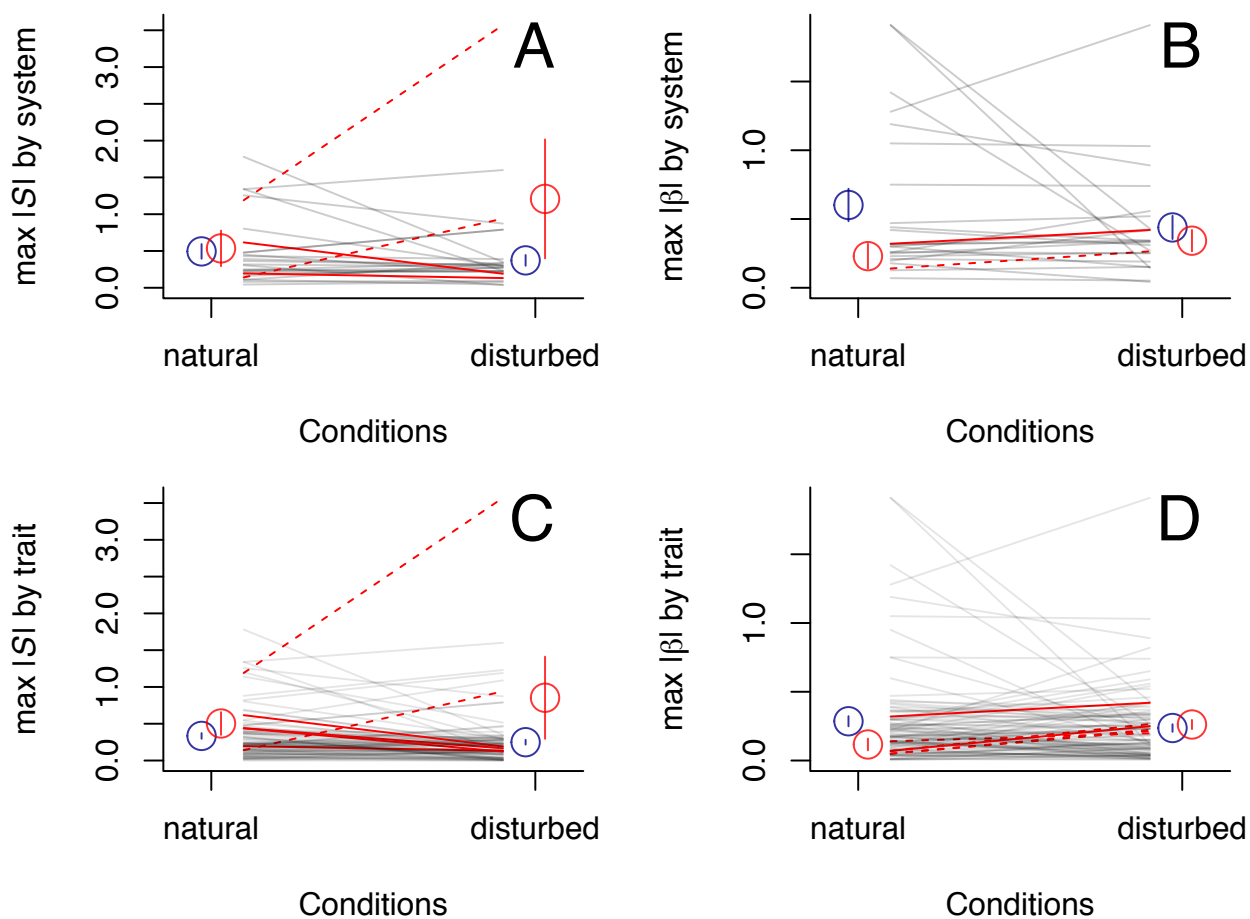 A
max |S| by system
0.0 1.0 2.0 3.0
natural disturbed
Conditions
B
max |β| by system
0.0 1.0
natural disturbed
Conditions
C
max |S| by trait
0.0 1.0 2.0 3.0
natural disturbed
Conditions
D
max |β| by trait
0.0 1.0
natural disturbed
Conditions